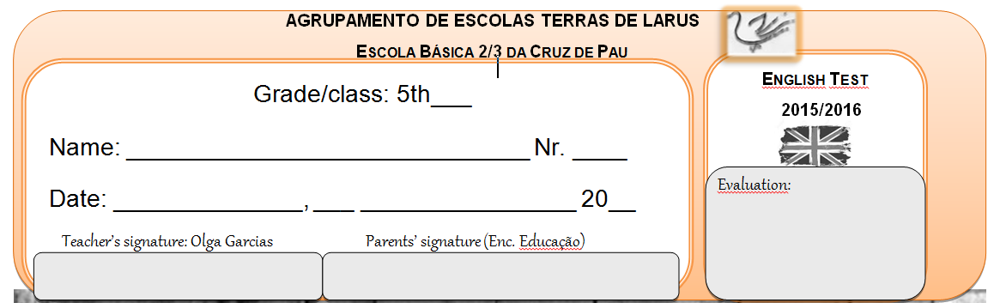 AGRUPAMENTO DE ESCOLAS TERRAS DE LARUS
ESCOLA BÁSICA 2/3 DA CRUZ DE PAU
Grade/class: 5th___
Name: ______________________________ Nr. ____
Date: ______________, ___ ________________ 20__
Teacher's signature: Olga Garcias
Parents' signature (Enc. Educação)
ENGLISH TEST
2015/2016
Evaluation: